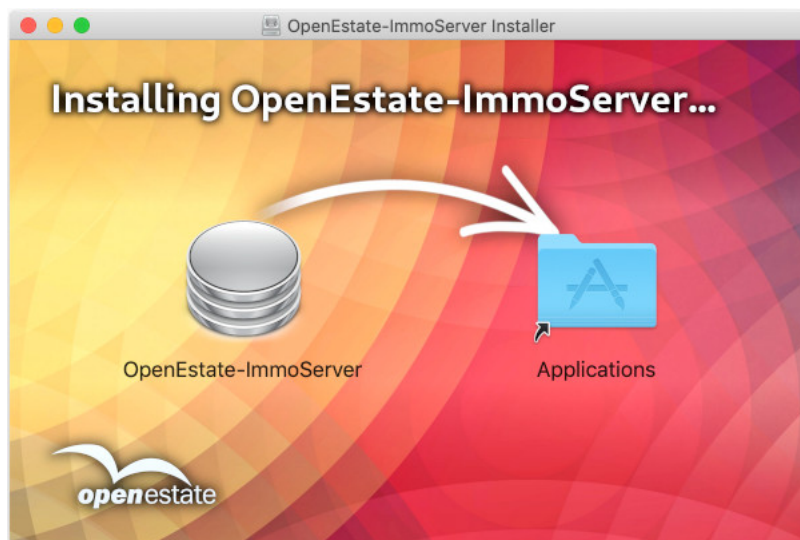 OpenEstate-ImmoServer Installer
Installing OpenEstate-ImmoServer...
OpenEstate-ImmoServer
Applications
openestate